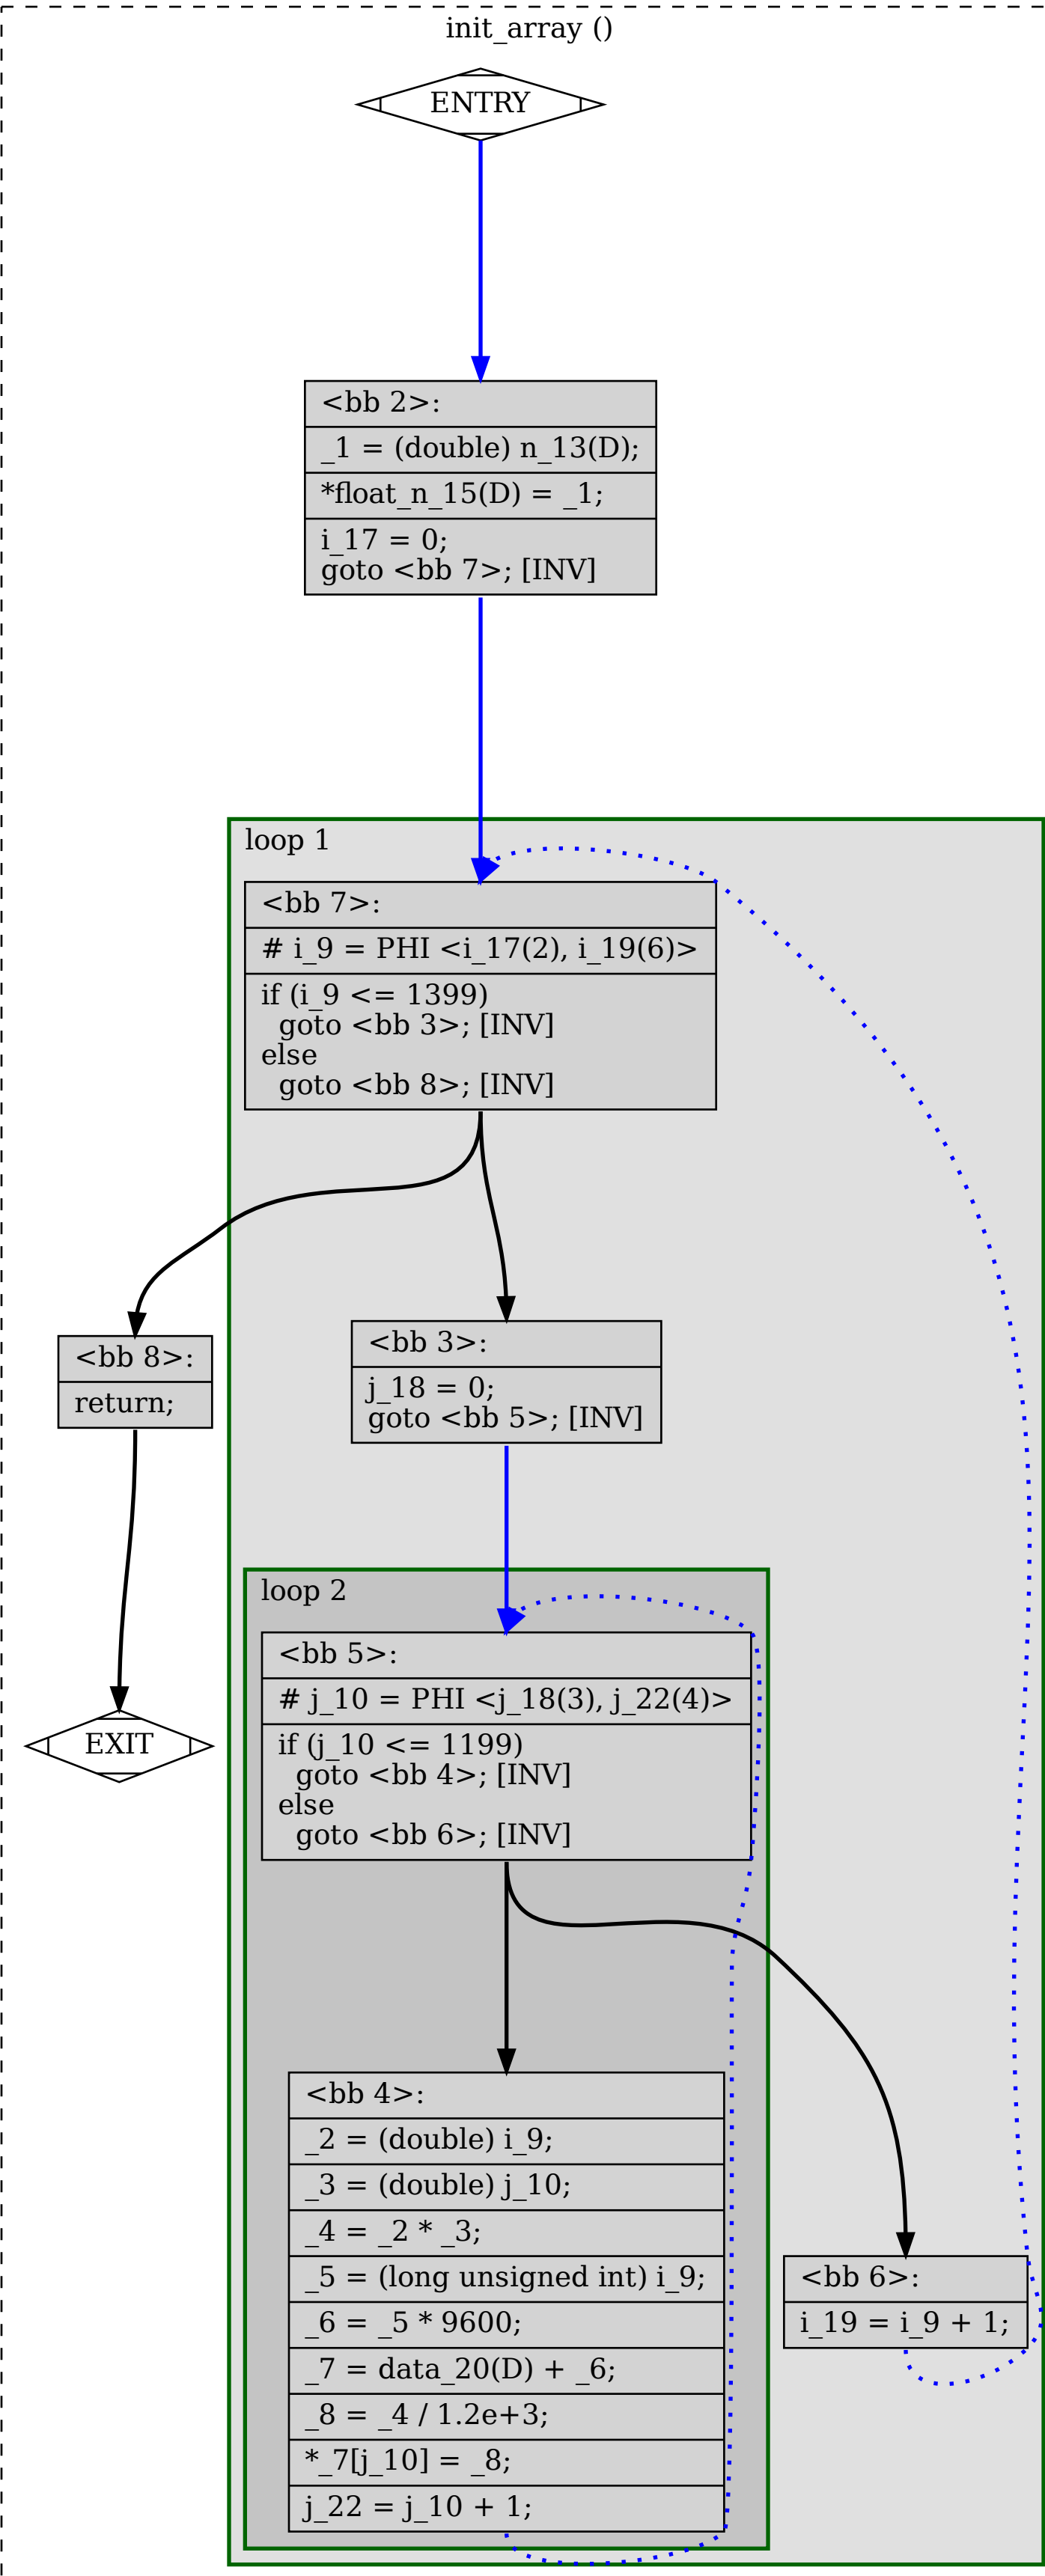 init_array ()
ENTRY
<bb 2>:
_1 = (double) n_13(D);
*float_n_15(D) = _1;
i_17 = 0;
goto <bb 7>; [INV]
loop 1
<bb 7>:
# i_9 = PHI <i_17(2), i_19(6)>
if (i_9 <= 1399)
  goto <bb 3>; [INV]
else
  goto <bb 8>; [INV]
<bb 8>:
return;
<bb 3>:
j_18 = 0;
goto <bb 5>; [INV]
loop 2
<bb 5>:
# j_10 = PHI <j_18(3), j_22(4)>
if (j_10 <= 1199)
  goto <bb 4>; [INV]
else
  goto <bb 6>; [INV]
EXIT
<bb 4>:
_2 = (double) i_9;
_3 = (double) j_10;
_4 = _2 * _3;
_5 = (long unsigned int) i_9;
_6 = _5 * 9600;
_7 = data_20(D) + _6;
_8 = _4 / 1.2e+3;
*_7[j_10] = _8;
j_22 = j_10 + 1;
<bb 6>:
i_19 = i_9 + 1;